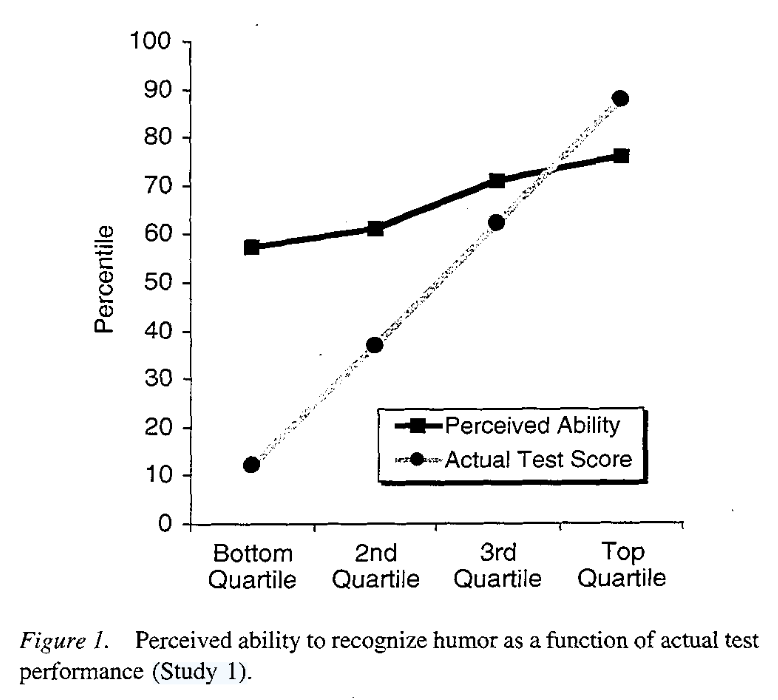 100
90
80
70
60
50
40
30
20
10
0
Percentile
Perceived Ability
Actual Test Score
Bottom Quartile
2nd Quartile
3rd Quartile
Top Quartile
Figure 1. Perceived ability to recognize humor as a function of actual test
performance (Study 1).